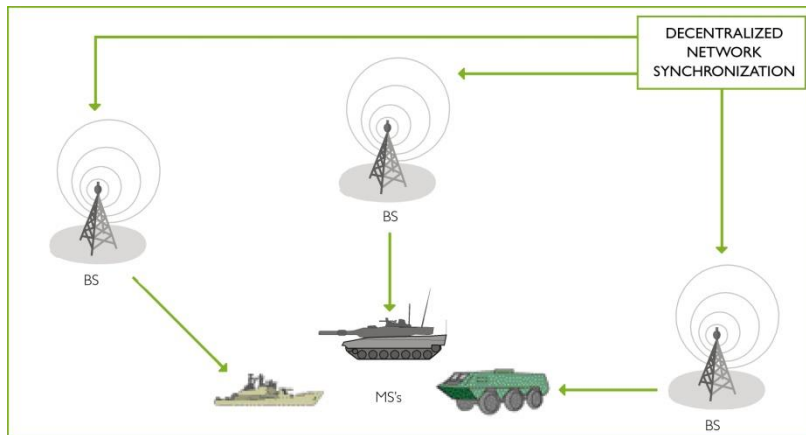 DECENTRALIZED
NETWORK
SYNCHRONIZATION
BS
BS
MS's
BS